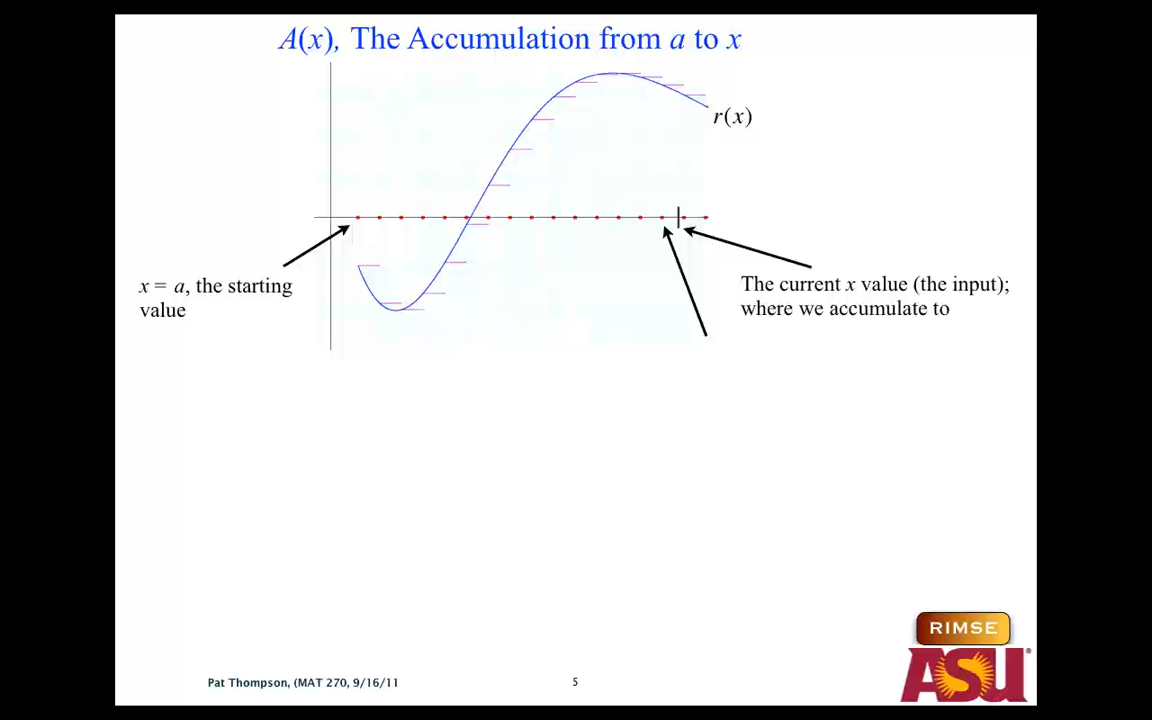 A(x), The Accumulation from a to x
r(x)
x = a, the starting
value
The current x value (the input);
where we accumulate to
RIMSE
ASU®
Pat Thompson, (MAT 270, 9/16/11
5